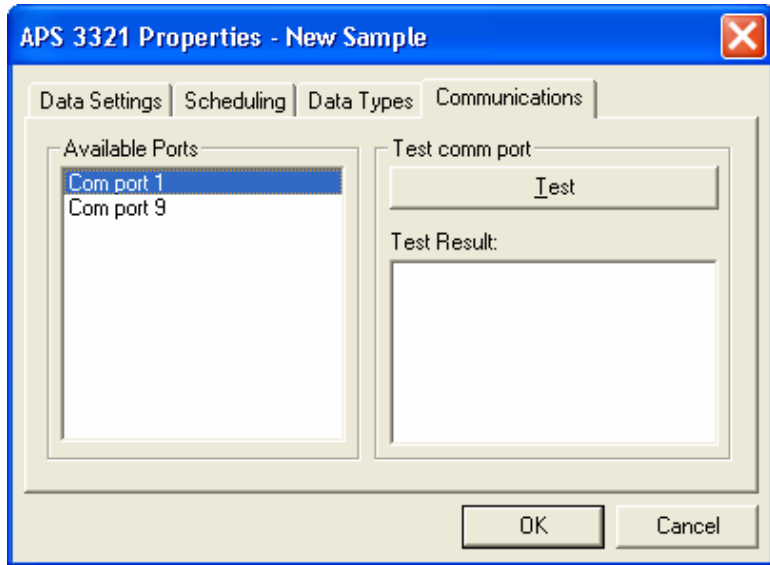 APS 3321 Properties - New Sample
Data Settings Scheduling Data Types Communications
Available Ports
Com port 1
Com port 9
Test comm port
Test
Test Result:
OK Cancel